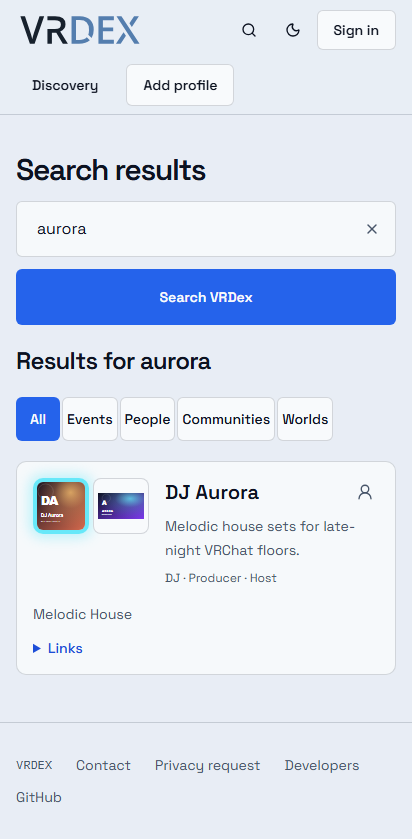 VRDEX
Sign in
Discovery
Add profile
Search results
aurora
Search VRDex
Results for aurora
All
Events
People
Communities
Worlds
DA
DJ Aurora
A
DJ Aurora
Melodic house sets for late-
night VRChat floors.
DJ · Producer · Host
Melodic House
Links
VRDEX
Contact
Privacy request
Developers
GitHub